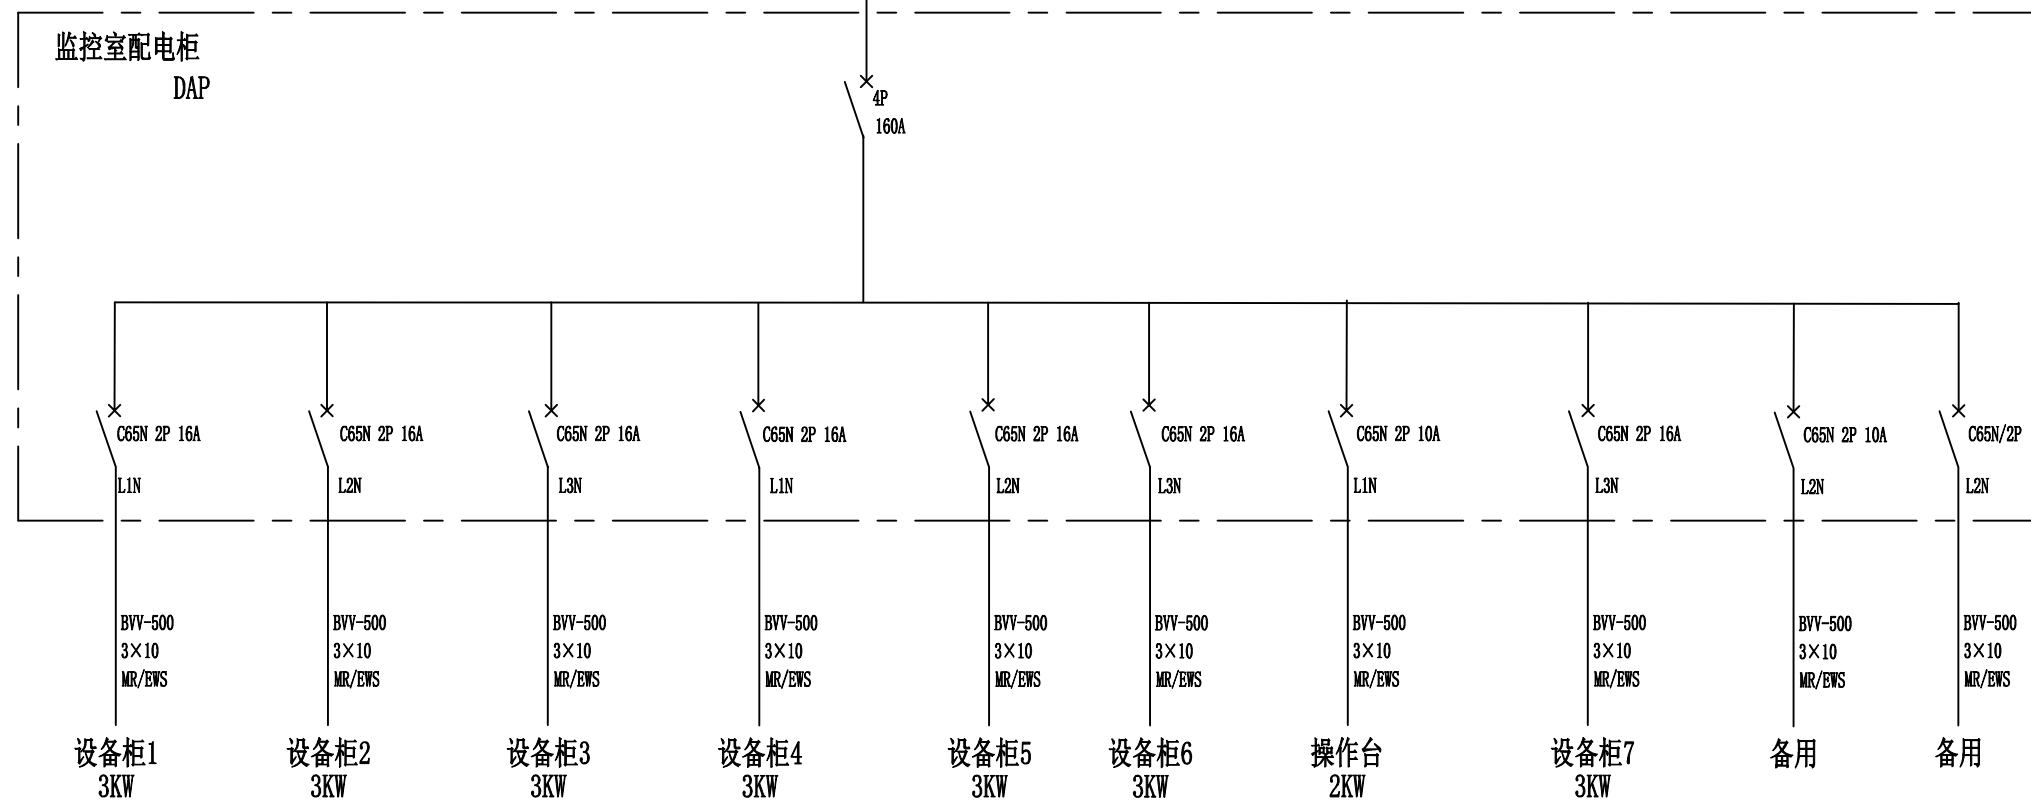 监控室配电柜
DAP
4P
160A
C65N 2P 16A
C65N 2P 16A
C65N 2P 16A
C65N 2P 16A
C65N 2P 16A
C65N 2P 16A
C65N 2P 10A
C65N 2P 16A
C65N 2P 10A
C65N/2P
L1N
L2N
L3N
L1N
L2N
L3N
L1N
L3N
L2N
L2N
BVV-500
3×10
MR/EWS
BVV-500
3×10
MR/EWS
BVV-500
3×10
MR/EWS
BVV-500
3×10
MR/EWS
BVV-500
3×10
MR/EWS
BVV-500
3×10
MR/EWS
BVV-500
3×10
MR/EWS
BVV-500
3×10
MR/EWS
BVV-500
3×10
MR/EWS
BVV-500
3×10
MR/EWS
设备柜1
3KW
设备柜2
3KW
设备柜3
3KW
设备柜4
3KW
设备柜5
3KW
设备柜6
3KW
操作台
2KW
设备柜7
3KW
备用
备用